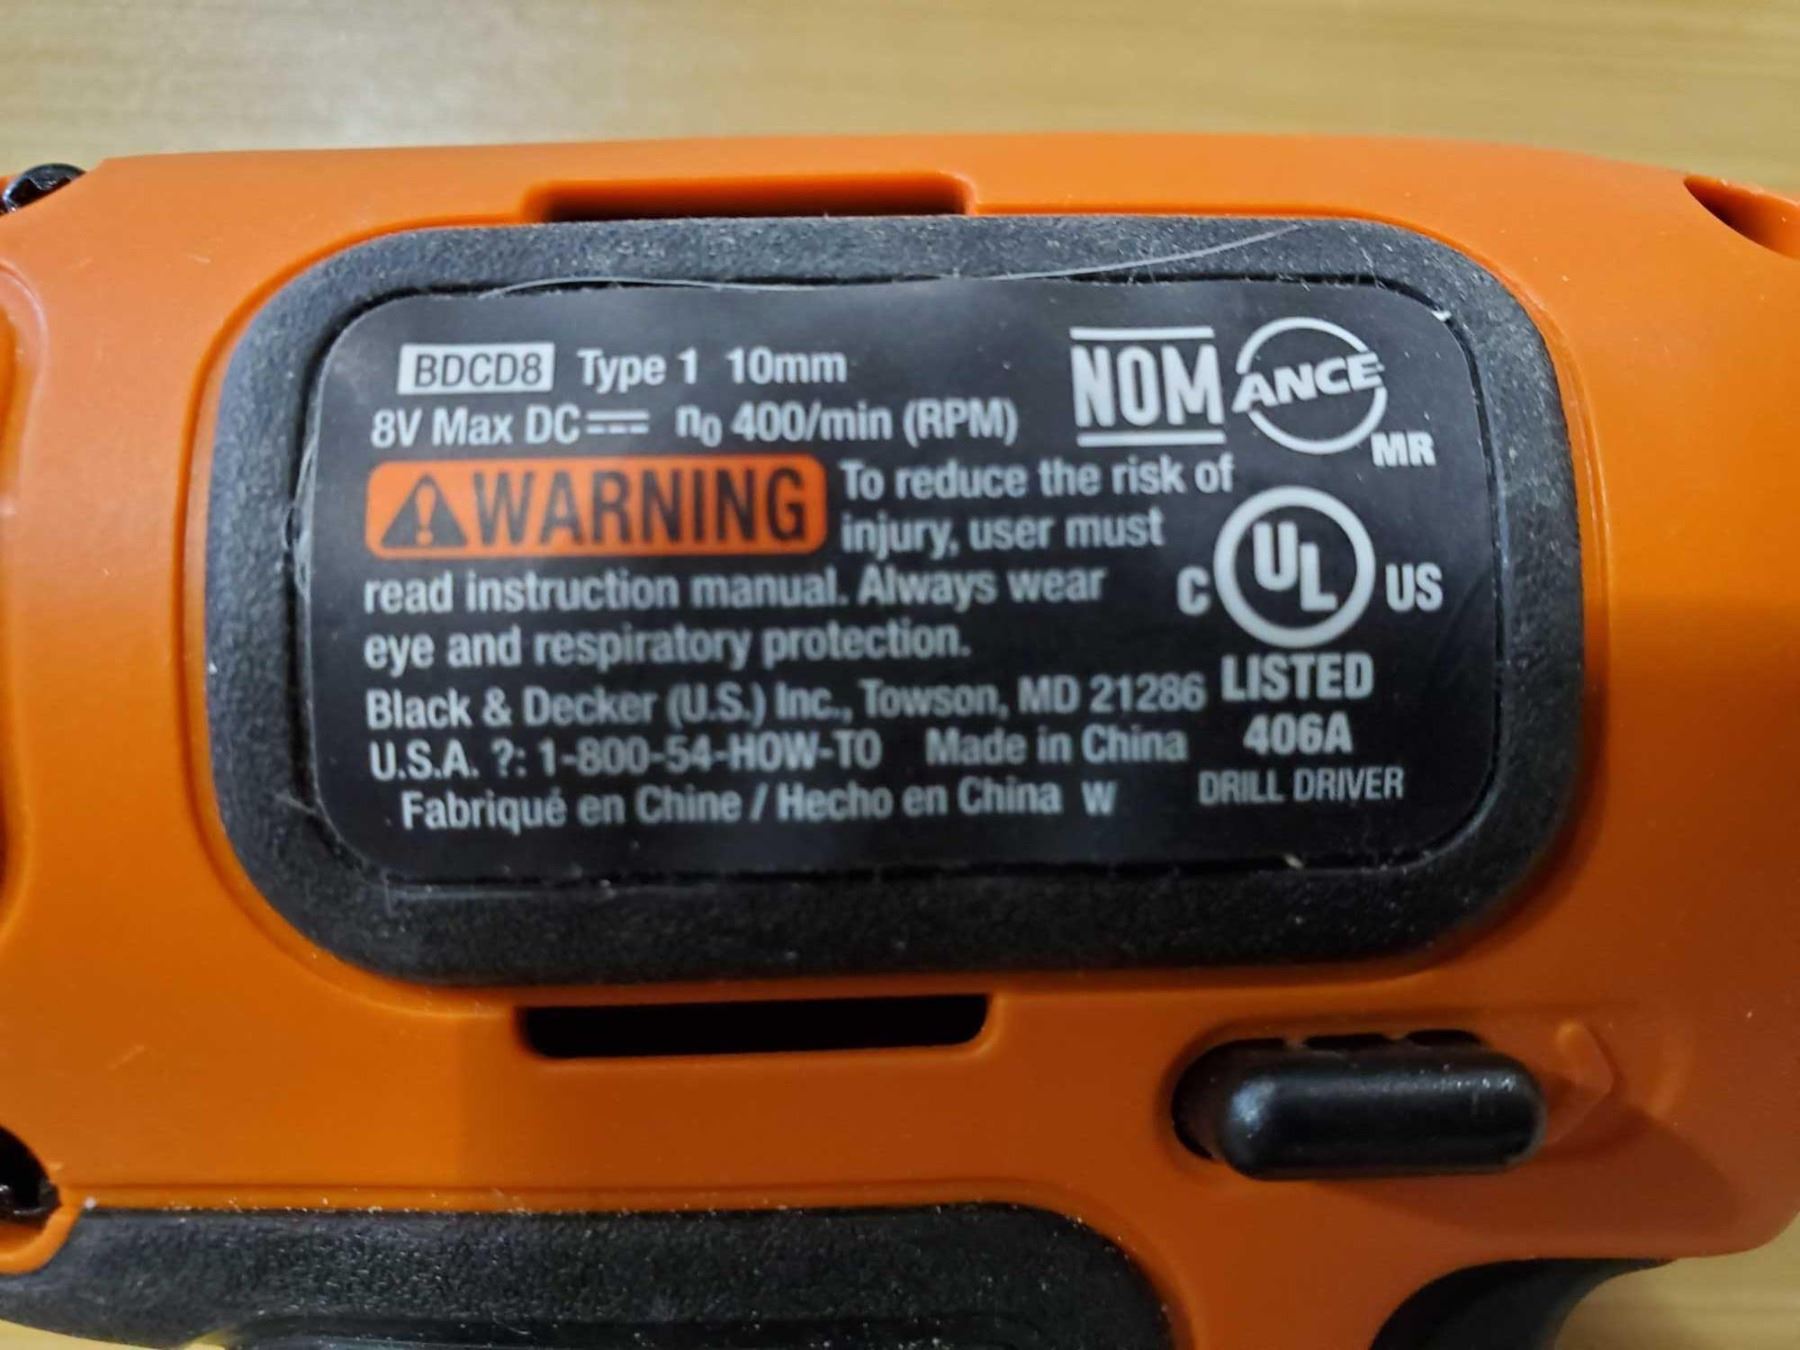 BDCD8 Type 1 10mm
8V Max DC n0 400/min (RPM)
NOM ANCE MR
WARNING To reduce the risk of
injury, user must
read instruction manual. Always wear
eye and respiratory protection.
Black & Decker (U.S.) Inc., Towson, MD 21286
U.S.A. ?: 1-800-54-HOW-TO Made in China
Fabriqué en Chine / Hecho en China W
C UL US
LISTED
406A
DRILL DRIVER